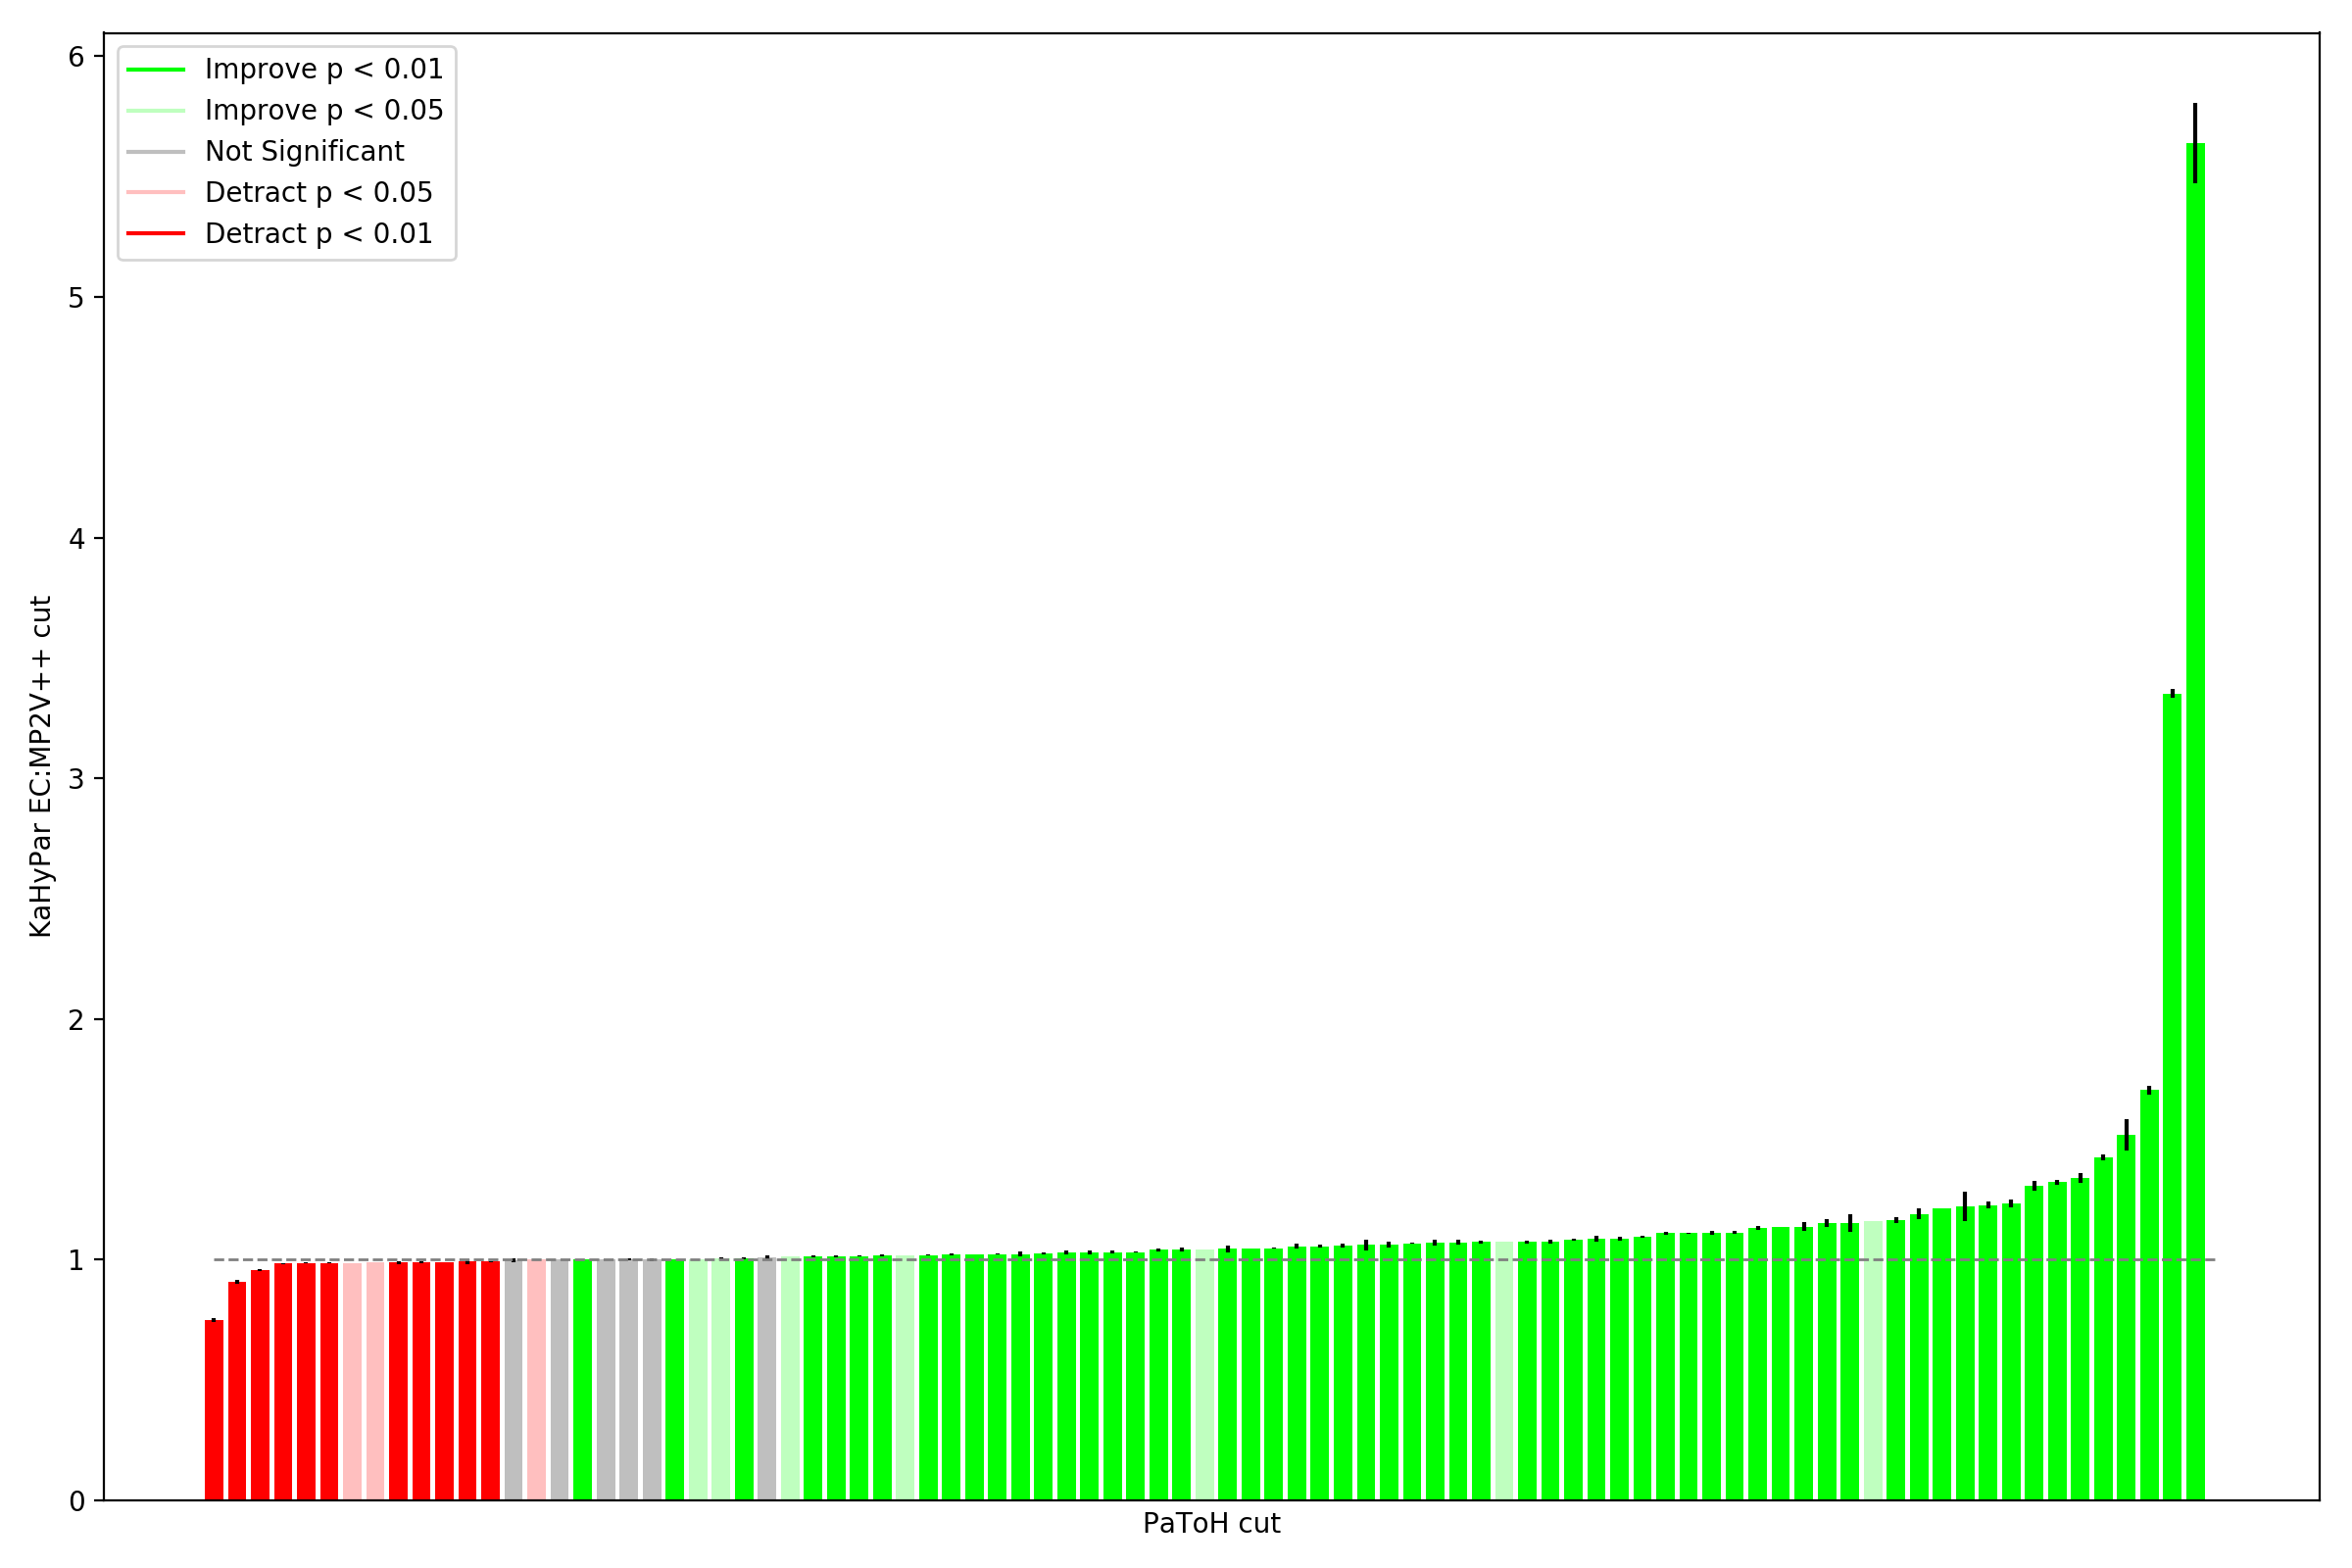 Improve p < 0.01
Improve p < 0.05
Not Significant
Detract p < 0.05
Detract p < 0.01
6
5
4
3
2
1
0
KaHyPar EC:MP2V++ cut
PaToH cut